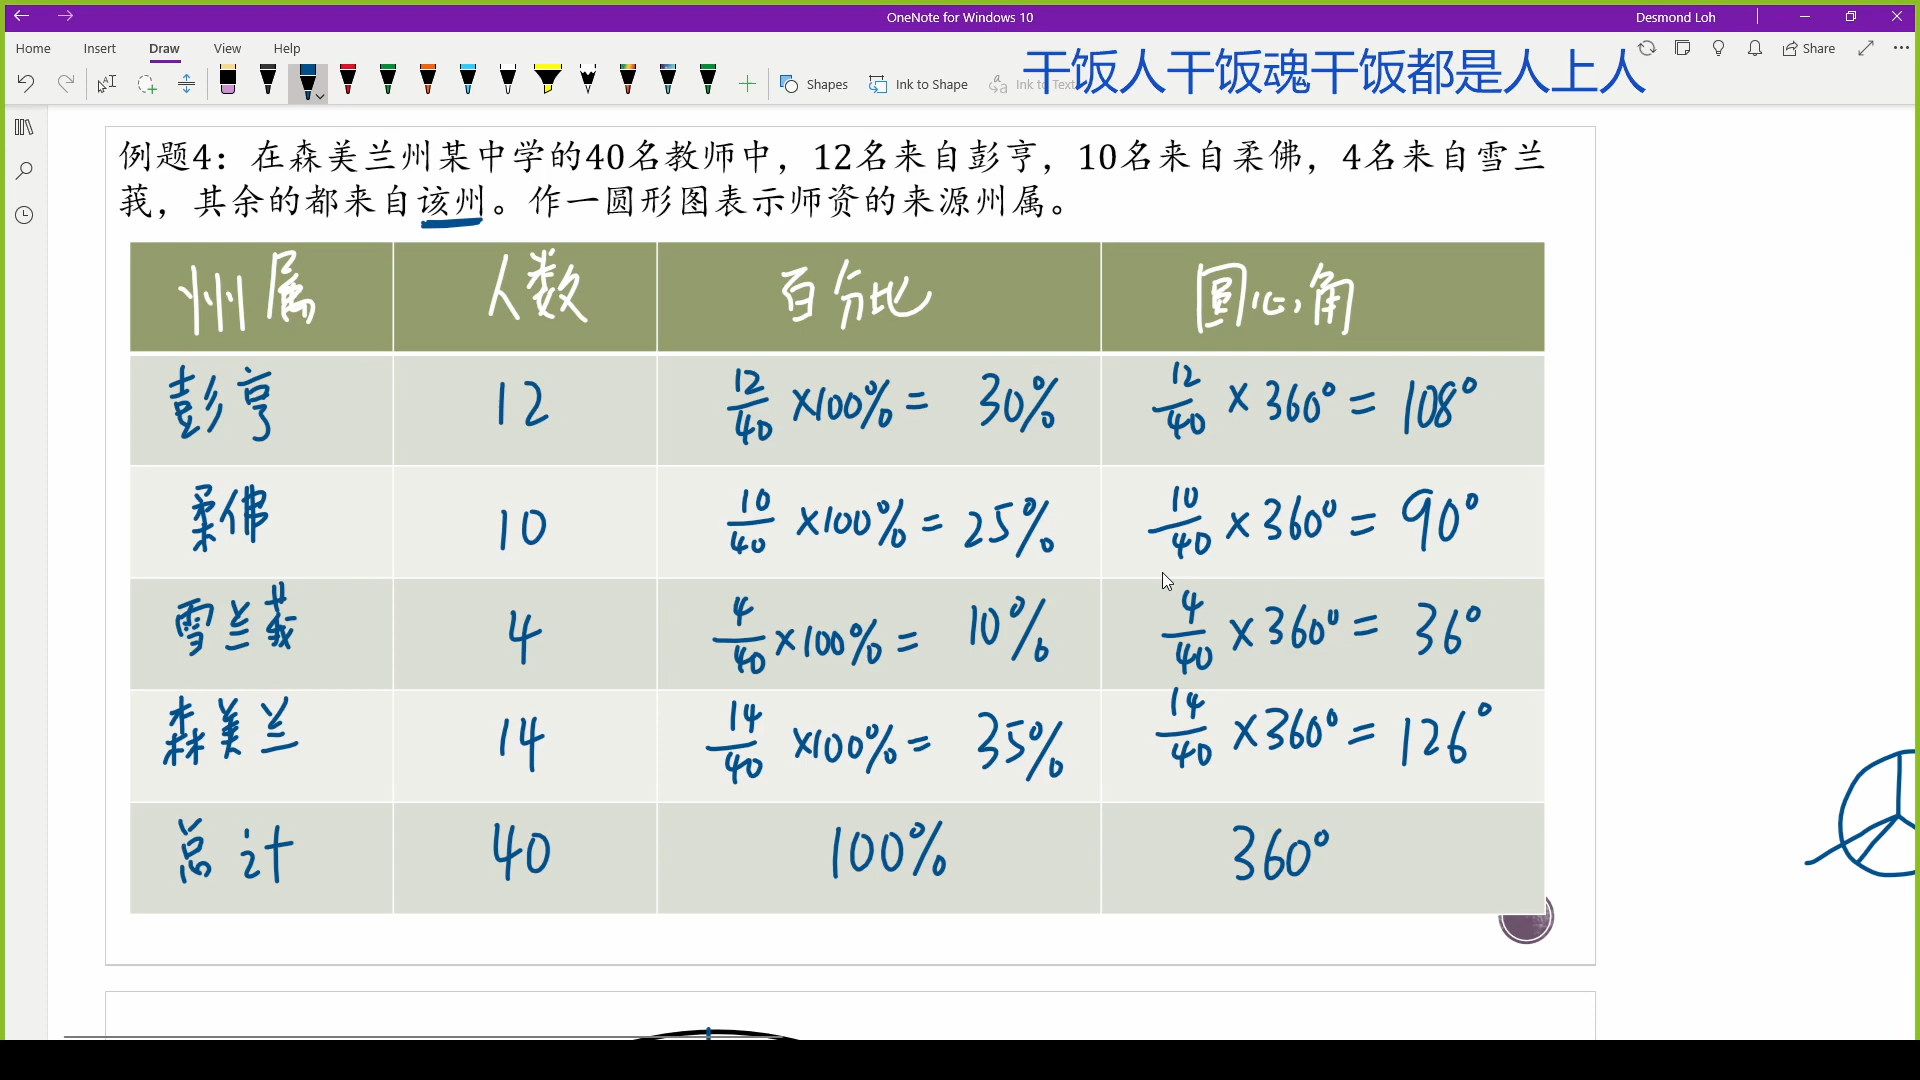 OneNote for Windows 10
Desmond Loh
Home Insert Draw View Help
Share
Shapes
Ink to Shape
Ink to Text
干饭人干饭魂干饭都是人上人
例题4：在森美兰州某中学的40名教师中，12名来自彭亨，10名来自柔佛，4名来自雪兰
莪，其余的都来自该州。作一圆形图表示师资的来源州属。
州属 人数 百分比 圆心角
彭亨 12 12/40 ×100% = 30% 12/40 × 360° = 108°
柔佛 10 10/40 ×100% = 25% 10/40 × 360° = 90°
雪兰莪 4 4/40 ×100% = 10% 4/40 × 360° = 36°
森美兰 14 14/40 ×100% = 35% 14/40 ×360° = 126°
总计 40 100% 360°